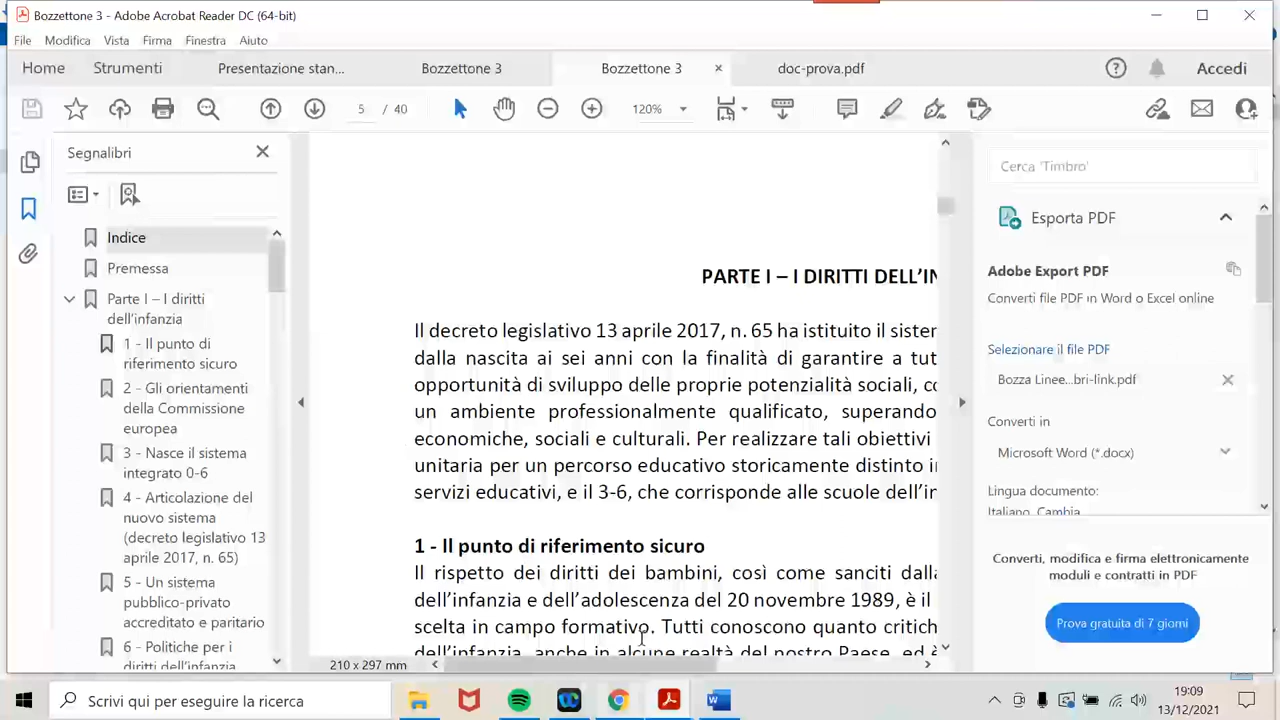 Bozzettone 3 - Adobe Acrobat Reader DC (64-bit)
File Modifica Vista Firma Finestra Aiuto
Home Strumenti Presentazione stan... Bozzettone 3 Bozzettone 3 × doc-prova.pdf Accedi
5 / 40 120%
Segnalibri
Indice
Premessa
Parte I – I diritti
dell’infanzia
1 - Il punto di
riferimento sicuro
2 - Gli orientamenti
della Commissione
europea
3 - Nasce il sistema
integrato 0-6
4 - Articolazione del
nuovo sistema
(decreto legislativo 13
aprile 2017, n. 65)
5 - Un sistema
pubblico-privato
accreditato e paritario
6 - Politiche per i
diritti dell’infanzia
PARTE I – I DIRITTI DELL’IN
Il decreto legislativo 13 aprile 2017, n. 65 ha istituito il sister
dalla nascita ai sei anni con la finalità di garantire a tut
opportunità di sviluppo delle proprie potenzialità sociali, co
un ambiente professionalmente qualificato, superando
economiche, sociali e culturali. Per realizzare tali obiettivi
unitaria per un percorso educativo storicamente distinto in
servizi educativi, e il 3-6, che corrisponde alle scuole dell’in
1 - Il punto di riferimento sicuro
Il rispetto dei diritti dei bambini, così come sanciti dalla
dell’infanzia e dell’adolescenza del 20 novembre 1989, è il
scelta in campo formativo. Tutti conoscono quanto critich
dell’infanzia, anche in alcune realtà del nostro Paese, ed è
210 x 297 mm
Cerca 'Timbro'
Esporta PDF
Adobe Export PDF
Converti file PDF in Word o Excel online
Selezionare il file PDF
Bozza Linee...bri-link.pdf
Converti in
Microsoft Word (*.docx)
Lingua documento:
Italiano Cambia
Converti, modifica e firma elettronicamente
moduli e contratti in PDF
Prova gratuita di 7 giorni
Scrivi qui per eseguire la ricerca
19:09
13/12/2021